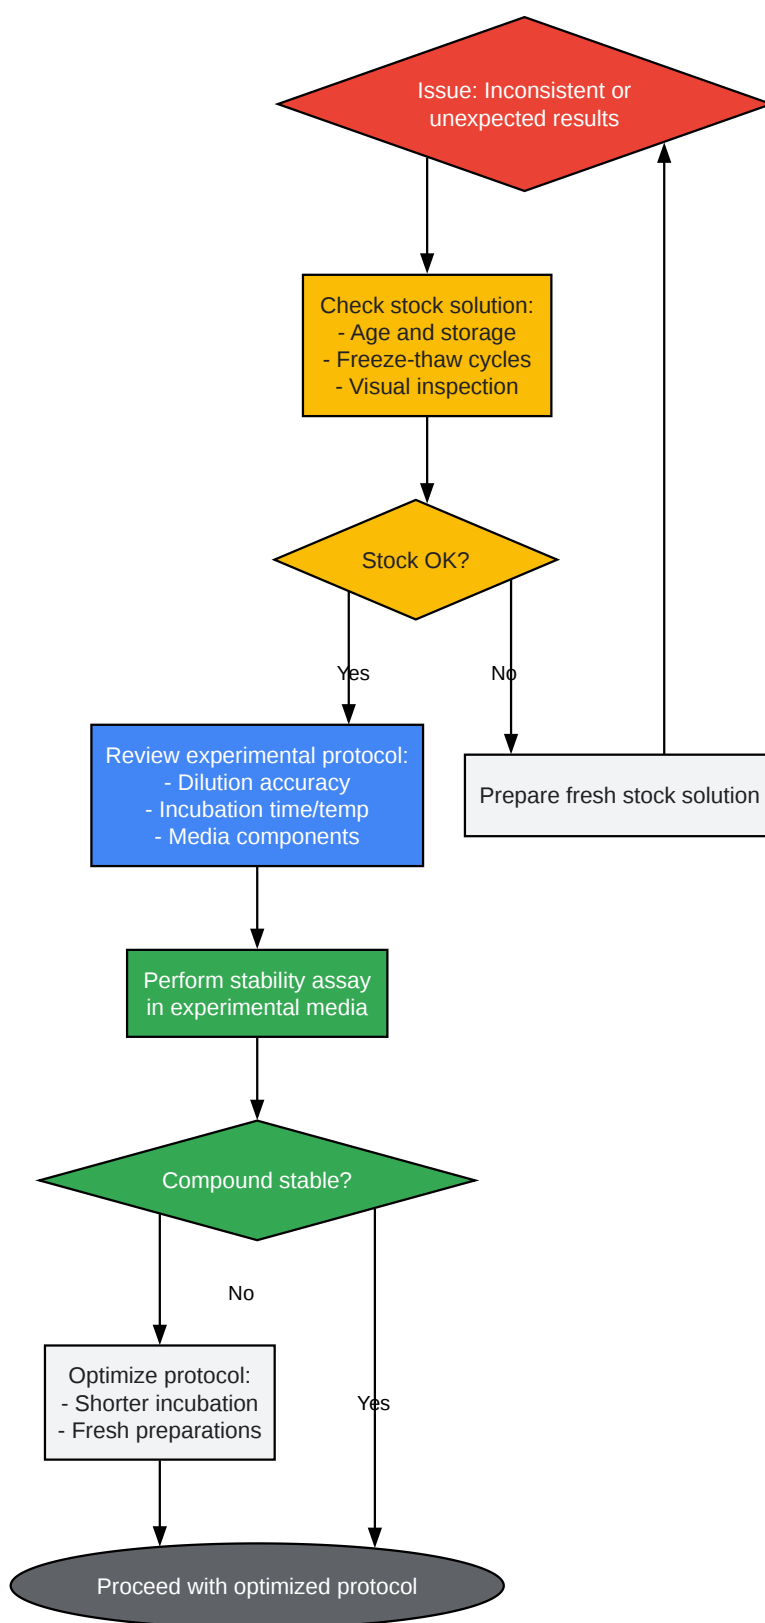 Issue: Inconsistent or
unexpected results
Check stock solution:
- Age and storage
- Freeze-thaw cycles
- Visual inspection
Stock OK?
Yes
No
Review experimental protocol:
- Dilution accuracy
- Incubation time/temp
- Media components
Prepare fresh stock solution
Perform stability assay
in experimental media
Compound stable?
No
Optimize protocol:
- Shorter incubation
- Fresh preparations
Yes
Proceed with optimized protocol